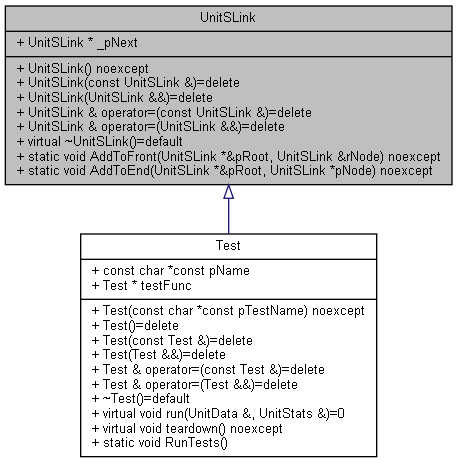 UnitSLink
+ UnitSLink * _pNext
+ UnitSLink() noexcept
+ UnitSLink(const UnitSLink &)=delete
+ UnitSLink(UnitSLink &&)=delete
+ UnitSLink & operator=(const UnitSLink &)=delete
+ UnitSLink & operator=(UnitSLink &&)=delete
+ virtual ~UnitSLink()=default
+ static void AddToFront(UnitSLink *&pRoot, UnitSLink &rNode) noexcept
+ static void AddToEnd(UnitSLink *&pRoot, UnitSLink *pNode) noexcept
Test
+ const char *const pName
+ Test * testFunc
+ Test(const char *const pTestName) noexcept
+ Test()=delete
+ Test(const Test &)=delete
+ Test(Test &&)=delete
+ Test & operator=(const Test &)=delete
+ Test & operator=(Test &&)=delete
+ ~Test()=default
+ virtual void run(UnitData &, UnitStats &)=0
+ virtual void teardown() noexcept
+ static void RunTests()